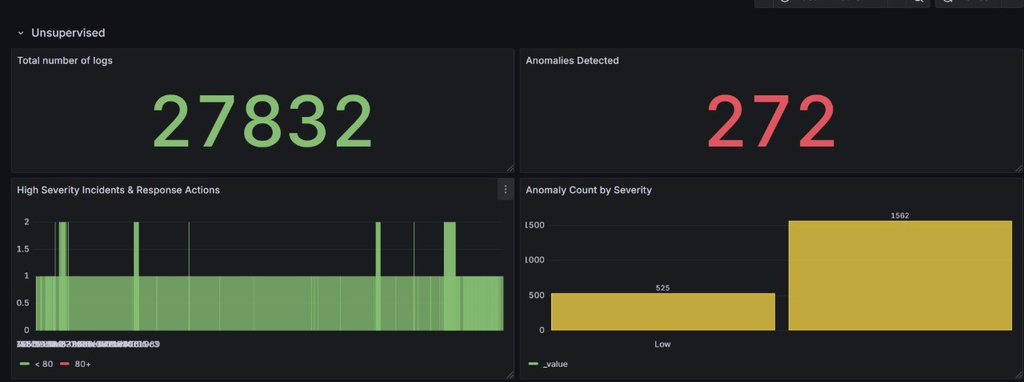 Unsupervised
Total number of logs
27832
Anomalies Detected
272
High Severity Incidents & Response Actions
2
1.5
1
0.5
0
< 80
80+
Anomaly Count by Severity
1500
1000
500
0
525
1562
Low
_value